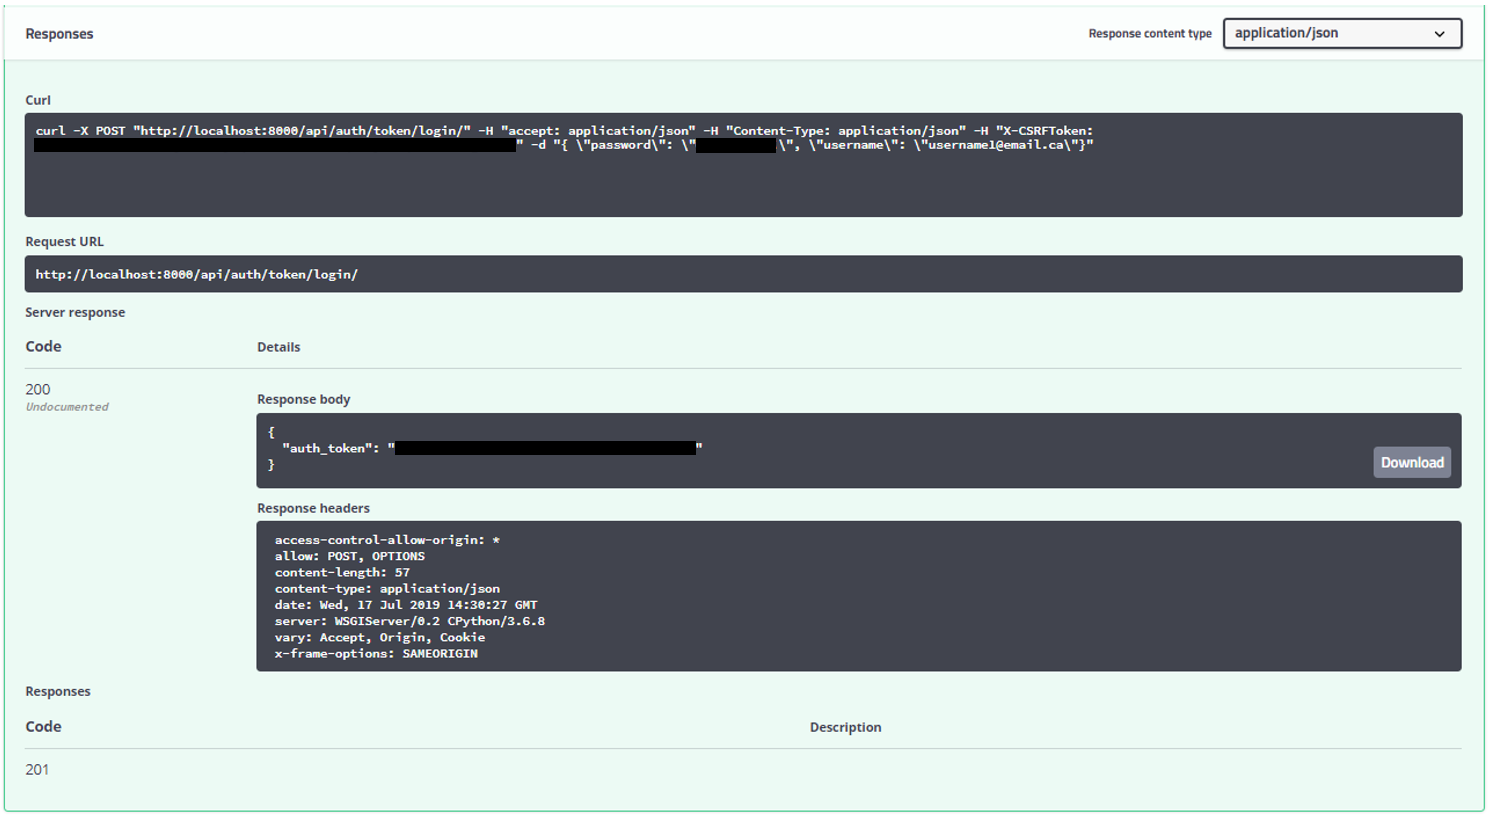 Responses
Response content type
application/json
Curl
curl -X POST "http://localhost:8000/api/auth/token/login/" -H "accept: application/json" -H "Content-Type: application/json" -H "X-CSRFToken:
" -d "{ \"password\": \" \", \"username\": \"username1@email.ca\"}"
Request URL
http://localhost:8000/api/auth/token/login/
Server response
Code Details
200
Undocumented
Response body
{
"auth_token": " "
}
Download
Response headers
access-control-allow-origin: *
allow: POST, OPTIONS
content-length: 57
content-type: application/json
date: Wed, 17 Jul 2019 14:30:27 GMT
server: WSGIServer/0.2 CPython/3.6.8
vary: Accept, Origin, Cookie
x-frame-options: SAMEORIGIN
Responses
Code Description
201